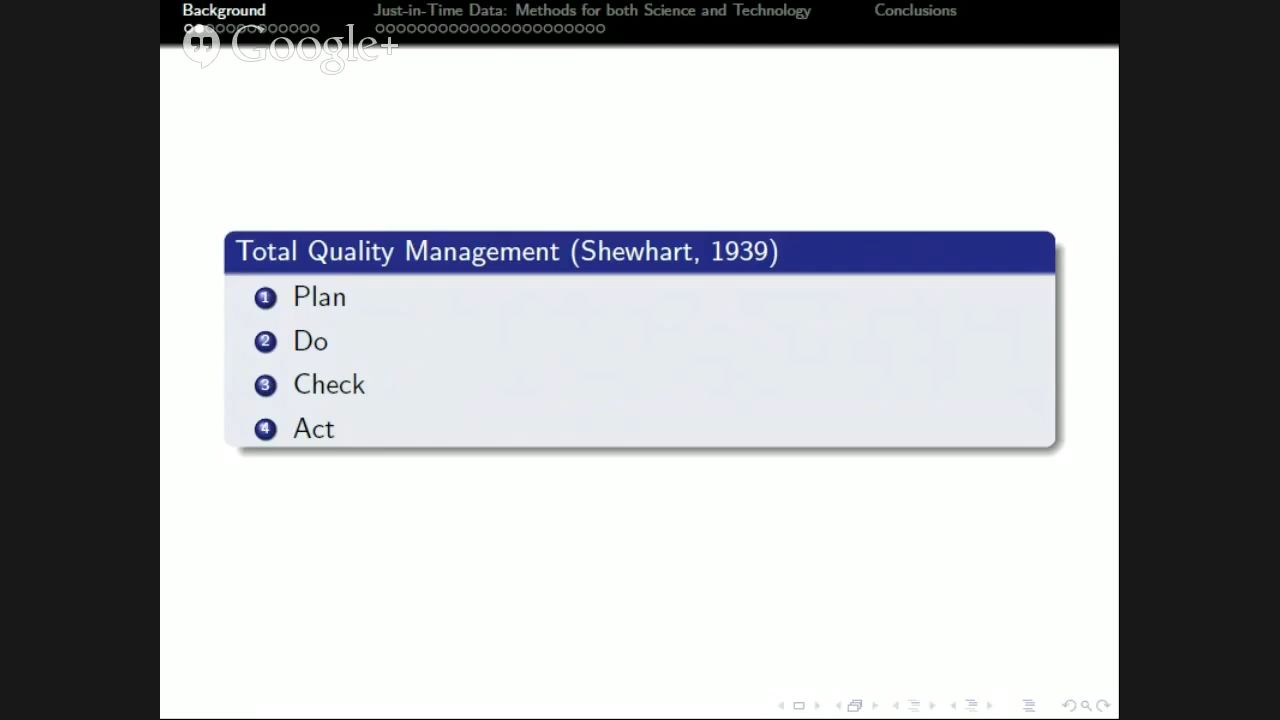 Background
Just-in-Time Data: Methods for both Science and Technology
Conclusions
Google+
Total Quality Management (Shewhart, 1939)
1 Plan
2 Do
3 Check
4 Act